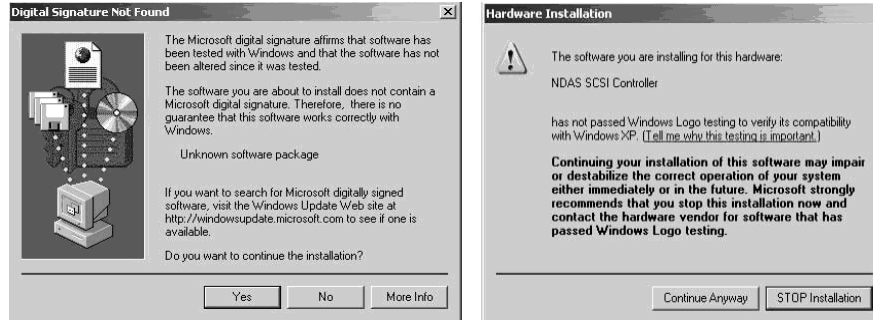 Digital Signature Not Found
The Microsoft digital signature affirms that software has
been tested with Windows and that the software has not
been altered since it was tested.
The software you are about to install does not contain a
Microsoft digital signature. Therefore, there is no
guarantee that this software works correctly with
Windows.
Unknown software package
If you want to search for Microsoft digitally signed
software, visit the Windows Update Web site at
http://windowsupdate.microsoft.com to see if one is
available.
Do you want to continue the installation?
Yes No More Info
Hardware Installation
The software you are installing for this hardware:
NDAS SCSI Controller
has not passed Windows Logo testing to verify its compatibility
with Windows XP. (Tell me why this testing is important.)
Continuing your installation of this software may impair
or destabilize the correct operation of your system
either immediately or in the future. Microsoft strongly
recommends that you stop this installation now and
contact the hardware vendor for software that has
passed Windows Logo testing.
Continue Anyway STOP Installation